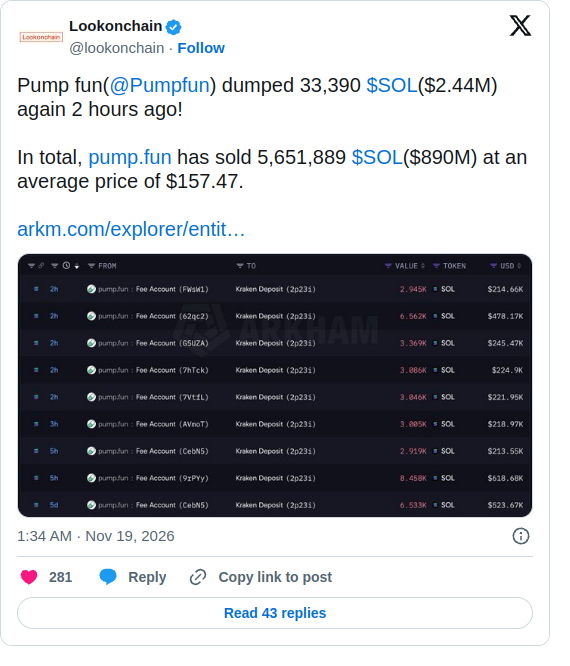 Lookonchain
Lookonchain
@lookonchain · Follow
Pump fun(@Pumpfun) dumped 33,390 $SOL($2.44M)
again 2 hours ago!
In total, pump.fun has sold 5,651,889 $SOL($890M) at an
average price of $157.47.
arkm.com/explorer/entit…
FROM TO VALUE TOKEN USD
2h pump.fun : Fee Account (FWsW1) Kraken Deposit (2p23i) 2.945K SOL $214.66K
2h pump.fun : Fee Account (62qc2) Kraken Deposit (2p23i) 6.562K SOL $478.17K
2h pump.fun : Fee Account (G5UZA) Kraken Deposit (2p23i) 3.369K SOL $245.47K
2h pump.fun : Fee Account (7hTck) Kraken Deposit (2p23i) 3.086K SOL $224.9K
2h pump.fun : Fee Account (7VtfL) Kraken Deposit (2p23i) 3.046K SOL $221.95K
3h pump.fun : Fee Account (AVmoT) Kraken Deposit (2p23i) 3.005K SOL $218.97K
5h pump.fun : Fee Account (CebN5) Kraken Deposit (2p23i) 2.919K SOL $213.55K
5h pump.fun : Fee Account (9zPYy) Kraken Deposit (2p23i) 8.458K SOL $618.68K
5d pump.fun : Fee Account (CebN5) Kraken Deposit (2p23i) 6.533K SOL $523.67K
ARKHAM
1:34 AM · Nov 19, 2026
281 Reply Copy link to post
Read 43 replies